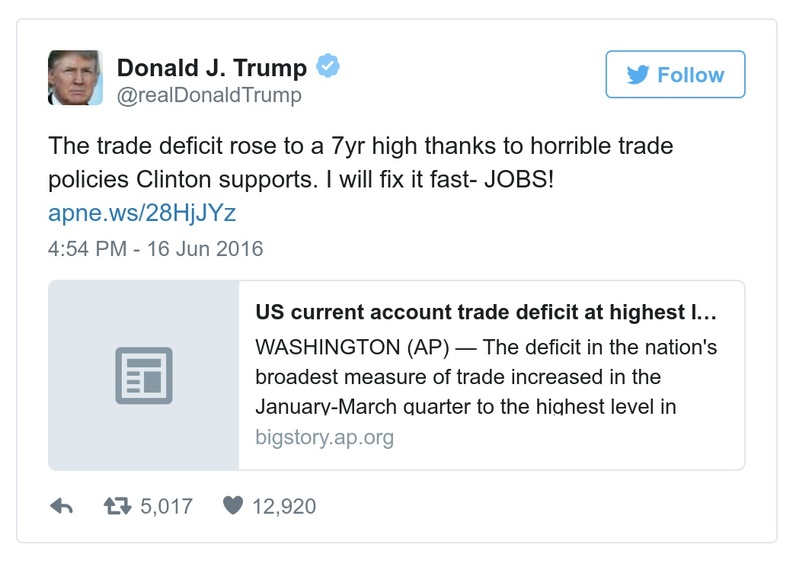 Donald J. Trump
@realDonaldTrump
Follow
The trade deficit rose to a 7yr high thanks to horrible trade
policies Clinton supports. I will fix it fast- JOBS!
apne.ws/28HjJYz
4:54 PM - 16 Jun 2016
US current account trade deficit at highest l…
WASHINGTON (AP) — The deficit in the nation's
broadest measure of trade increased in the
January-March quarter to the highest level in
bigstory.ap.org
5,017 12,920